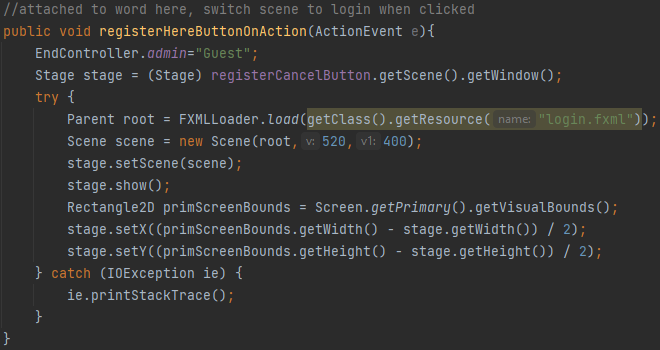 //attached to word here, switch scene to login when clicked
public void registerHereButtonOnAction(ActionEvent e){
    EndController.admin="Guest";
    Stage stage = (Stage) registerCancelButton.getScene().getWindow();
    try {
        Parent root = FXMLLoader.load(getClass().getResource( name: "login.fxml"));
        Scene scene = new Scene(root, v: 520, v1: 400);
        stage.setScene(scene);
        stage.show();
        Rectangle2D primScreenBounds = Screen.getPrimary().getVisualBounds();
        stage.setX((primScreenBounds.getWidth() - stage.getWidth()) / 2);
        stage.setY((primScreenBounds.getHeight() - stage.getHeight()) / 2);
    } catch (IOException ie) {
        ie.printStackTrace();
    }
}